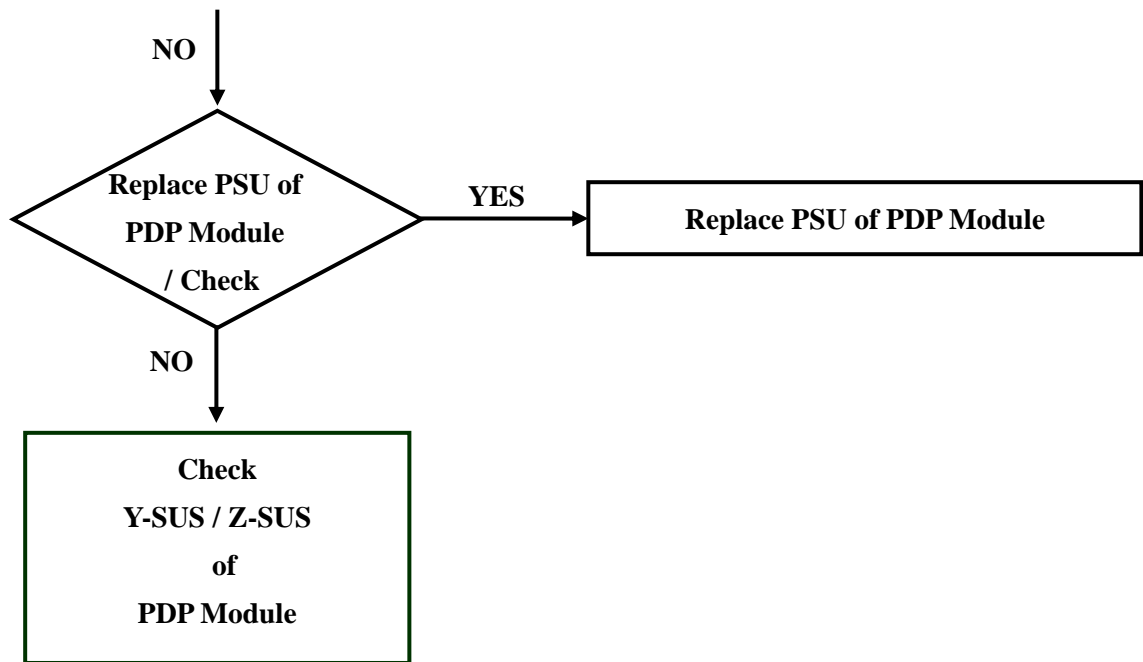 NO
Replace PSU of
PDP Module
/ Check
YES
Replace PSU of PDP Module
NO
Check
Y-SUS / Z-SUS
of
PDP Module